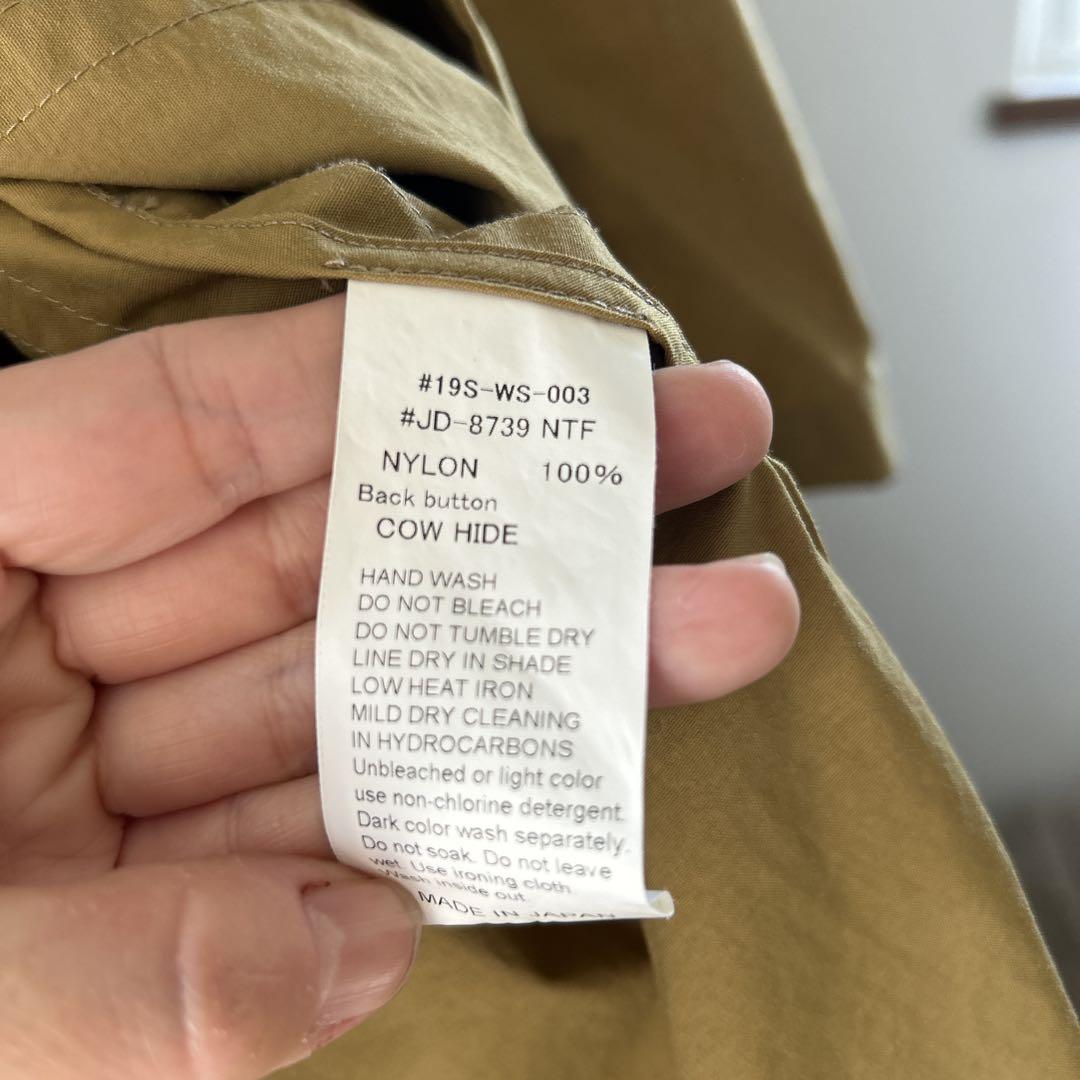 #19S-WS-003
#JD-8739 NTF
NYLON 100%
Back button
COW HIDE
HAND WASH
DO NOT BLEACH
DO NOT TUMBLE DRY
LINE DRY IN SHADE
LOW HEAT IRON
MILD DRY CLEANING
IN HYDROCARBONS
Unbleached or light color
use non-chlorine detergent.
Dark color wash separately.
Do not soak. Do not leave
wet. Use ironing cloth.
Wash inside out.
MADE IN JAPAN